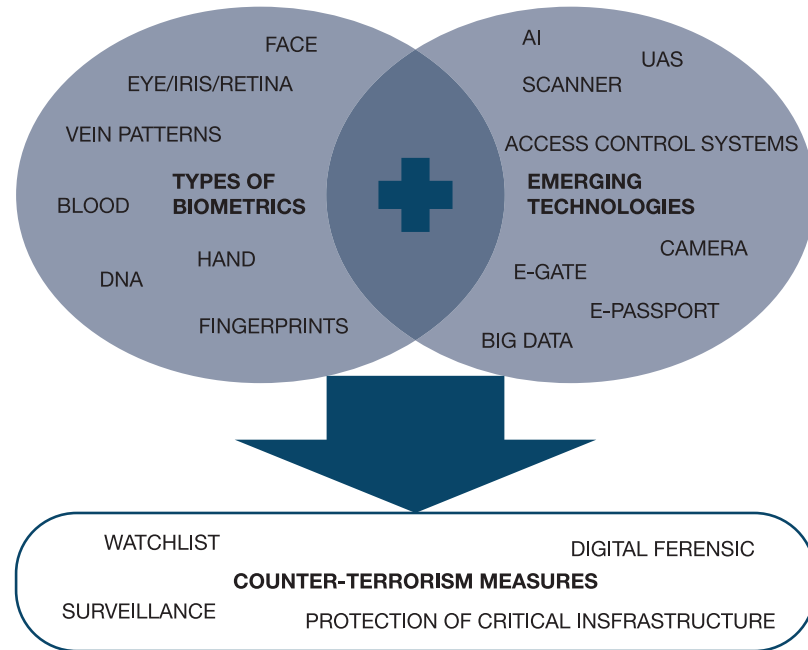 FACE
EYE/IRIS/RETINA
VEIN PATTERNS
TYPES OF
BIOMETRICS
BLOOD
HAND
DNA
FINGERPRINTS
AI
UAS
SCANNER
ACCESS CONTROL SYSTEMS
EMERGING
TECHNOLOGIES
CAMERA
E-GATE
E-PASSPORT
BIG DATA
WATCHLIST
DIGITAL FERENSIC
COUNTER-TERRORISM MEASURES
SURVEILLANCE
PROTECTION OF CRITICAL INSFRASTRUCTURE